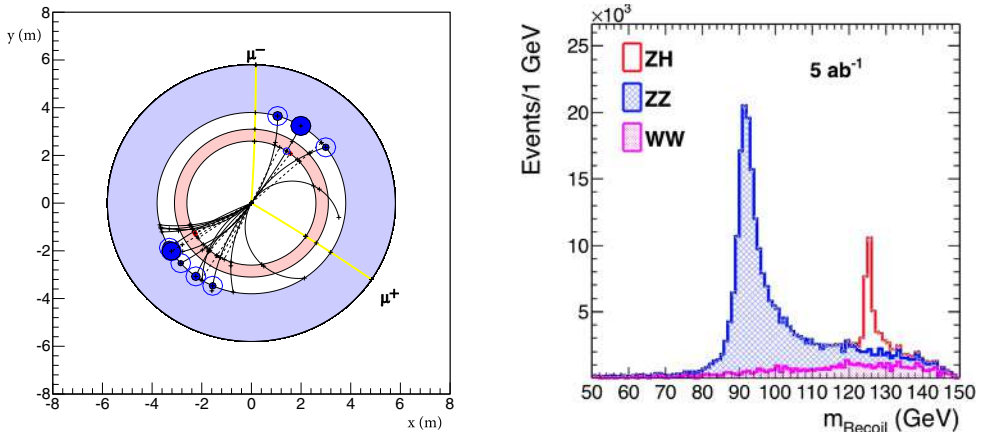 8
y (m)
6
4
2
0
-2
-4
-6
-8
-8 -6 -4 -2 0 2 4 6 8
x (m)
μ−
μ+
×10³
25
20
15
10
5
Events/1 GeV
ZH
ZZ
WW
5 ab⁻¹
50 60 70 80 90 100 110 120 130 140 150
mRecoil (GeV)